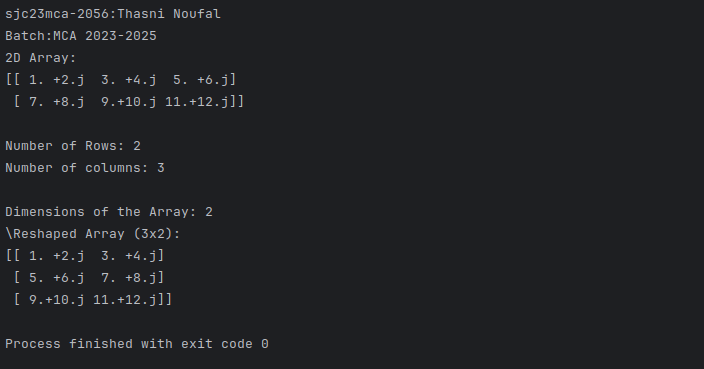 sjc23mca-2056:Thasni Noufal
Batch:MCA 2023-2025
2D Array:
[[ 1. +2.j  3. +4.j  5. +6.j]
 [ 7. +8.j  9.+10.j 11.+12.j]]

Number of Rows: 2
Number of columns: 3

Dimensions of the Array: 2
\Reshaped Array (3x2):
[[ 1. +2.j  3. +4.j]
 [ 5. +6.j  7. +8.j]
 [ 9.+10.j 11.+12.j]]

Process finished with exit code 0